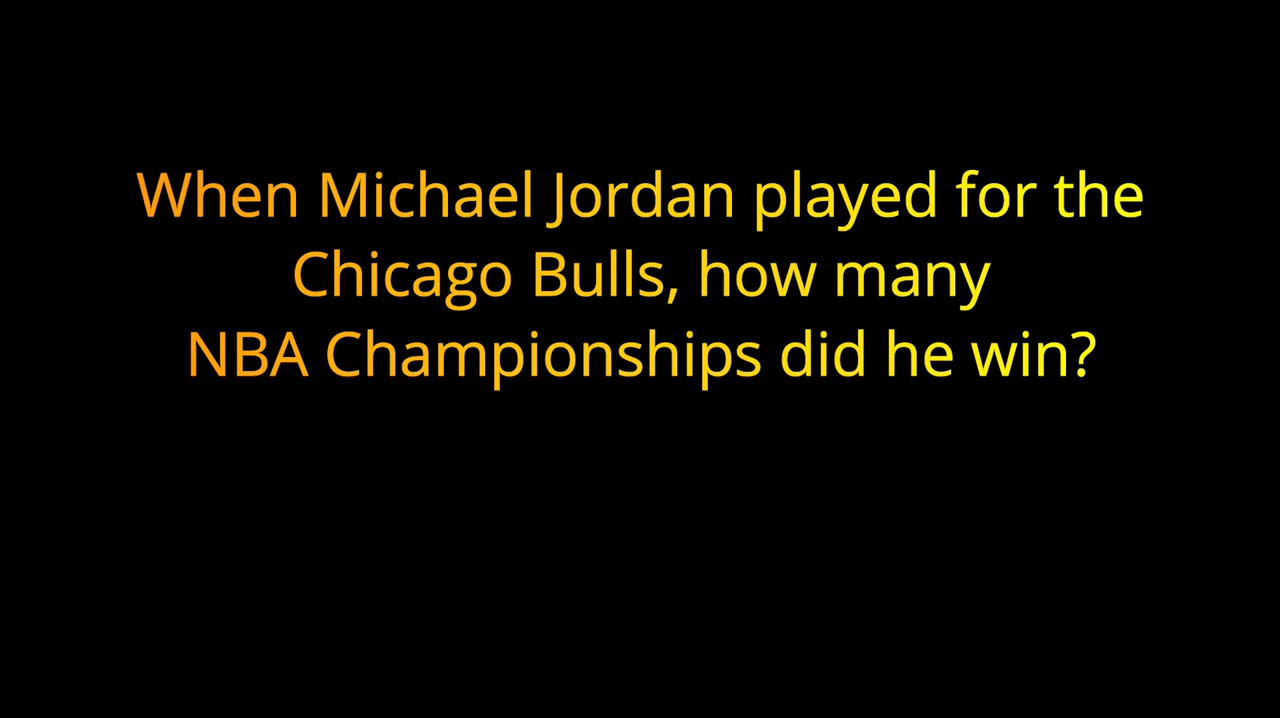 When Michael Jordan played for the
Chicago Bulls, how many
NBA Championships did he win?